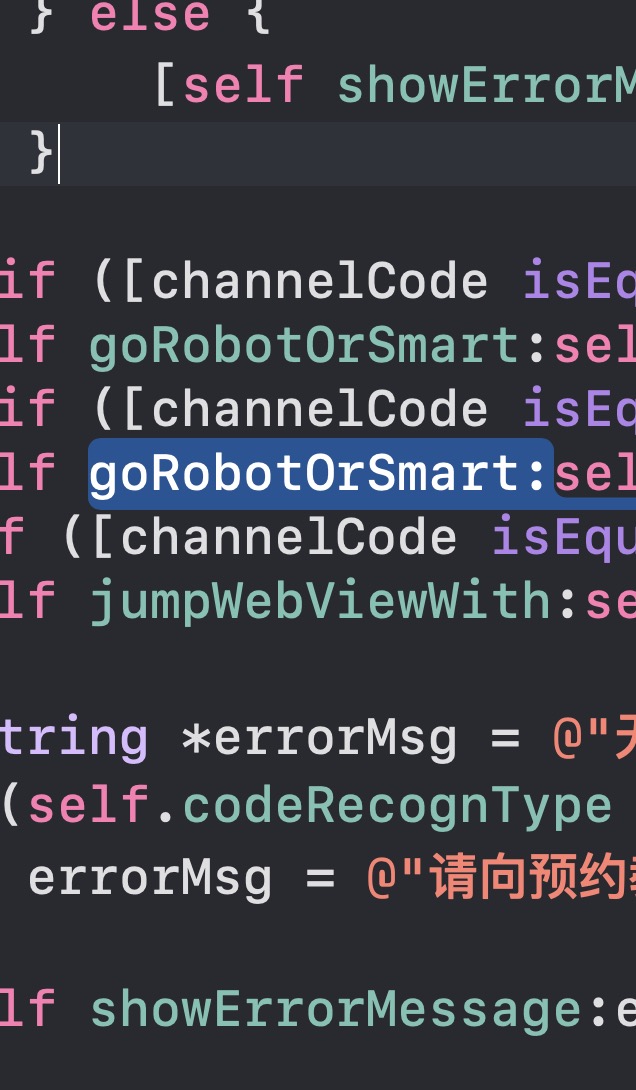 } else {
[self showErrorM
}
if ([channelCode isEq
lf goRobotOrSmart:sel
if ([channelCode isEq
lf goRobotOrSmart:sel
f ([channelCode isEqu
lf jumpWebViewWith:se
tring *errorMsg = @"无
(self.codeRecognType
errorMsg = @"请向预约
lf showErrorMessage:e